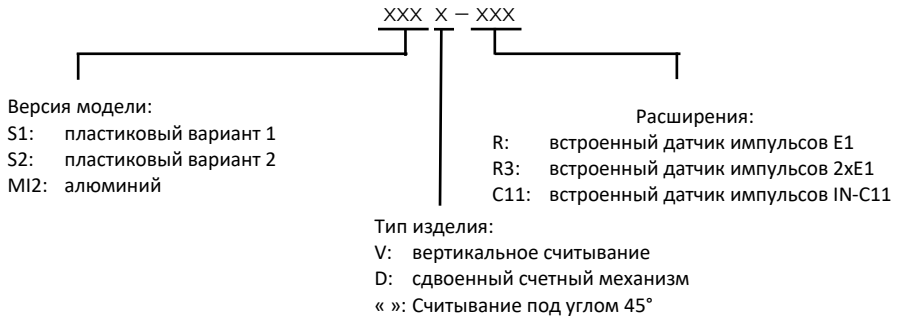 XXX X – XXX
Версия модели:
S1: пластиковый вариант 1
S2: пластиковый вариант 2
MI2: алюминий
Расширения:
R: встроенный датчик импульсов E1
R3: встроенный датчик импульсов 2xE1
C11: встроенный датчик импульсов IN-C11
Тип изделия:
V: вертикальное считывание
D: сдвоенный счетный механизм
« »: Считывание под углом 45°